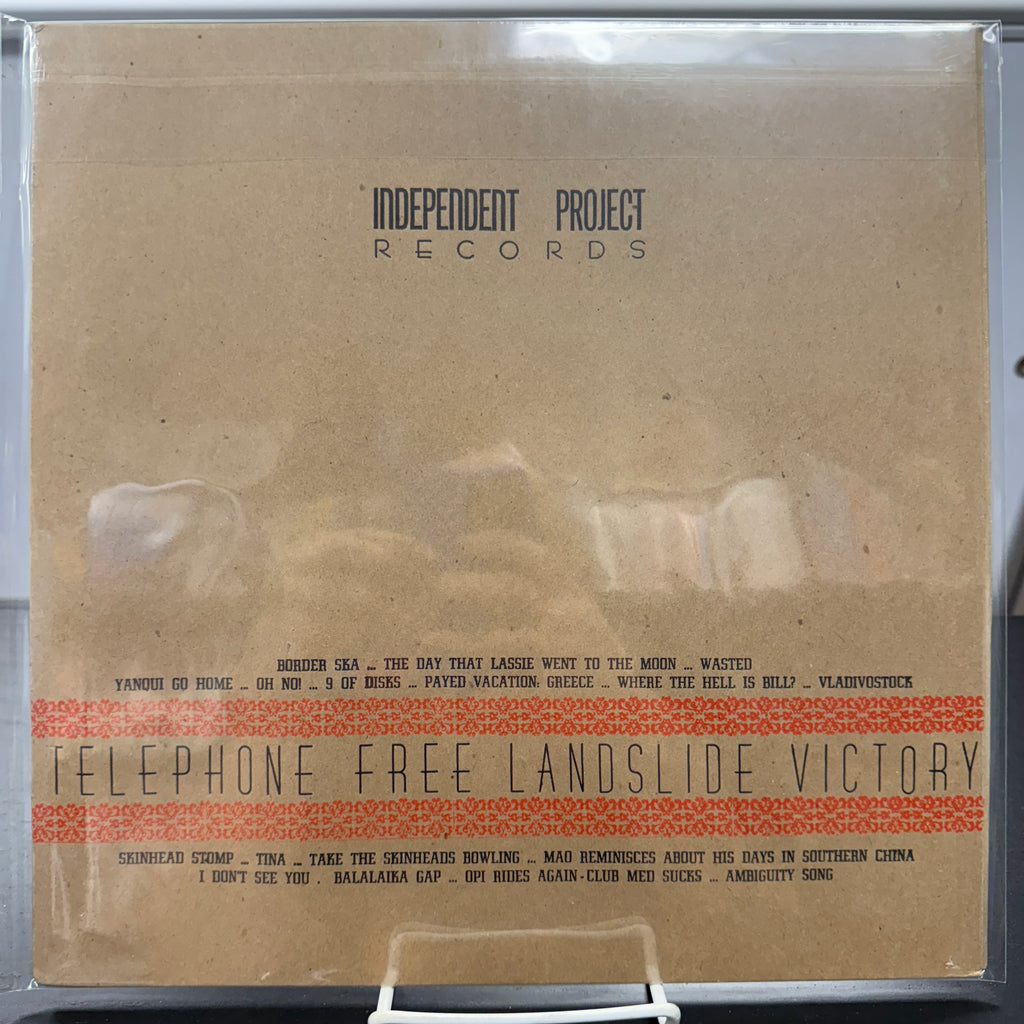 INDEPENDENT PROJECT
RECORDS
BORDER SKA ... THE DAY THAT LASSIE WENT TO THE MOON ... WASTED
YANQUI GO HOME ... OH NO! ... 9 OF DISKS ... PAYED VACATION: GREECE ... WHERE THE HELL IS BILL? ... VLADIVOSTOCK
TELEPHONE FREE LANDSLIDE VICTORY
SKINHEAD STOMP ... TINA ... TAKE THE SKINHEADS BOWLING ... MAO REMINISCES ABOUT HIS DAYS IN SOUTHERN CHINA
I DON'T SEE YOU . BALALAIKA GAP ... OPI RIDES AGAIN - CLUB MED SUCKS ... AMBIGUITY SONG